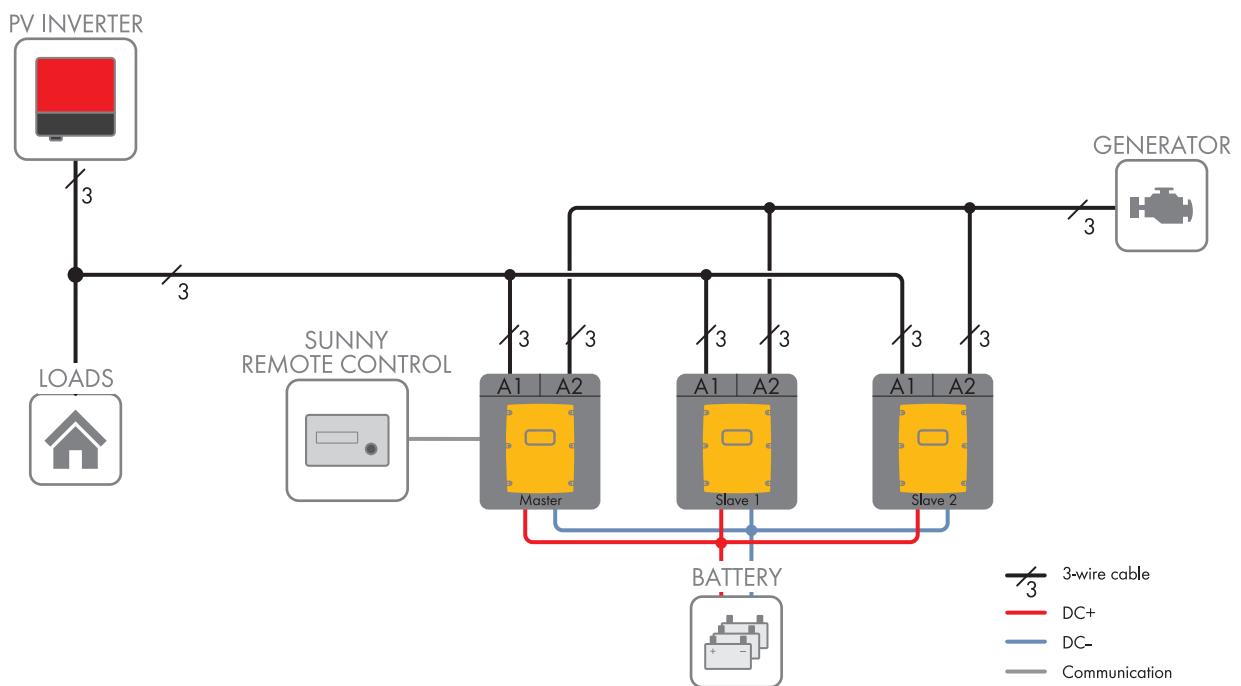 PV INVERTER
3
GENERATOR
3
3
SUNNY
REMOTE CONTROL
3
3
3
3
3
3
LOADS
A1
A2
A1
A2
A1
A2
Master
Slave 1
Slave 2
BATTERY
+ −
3
3-wire cable
DC+
DC−
Communication